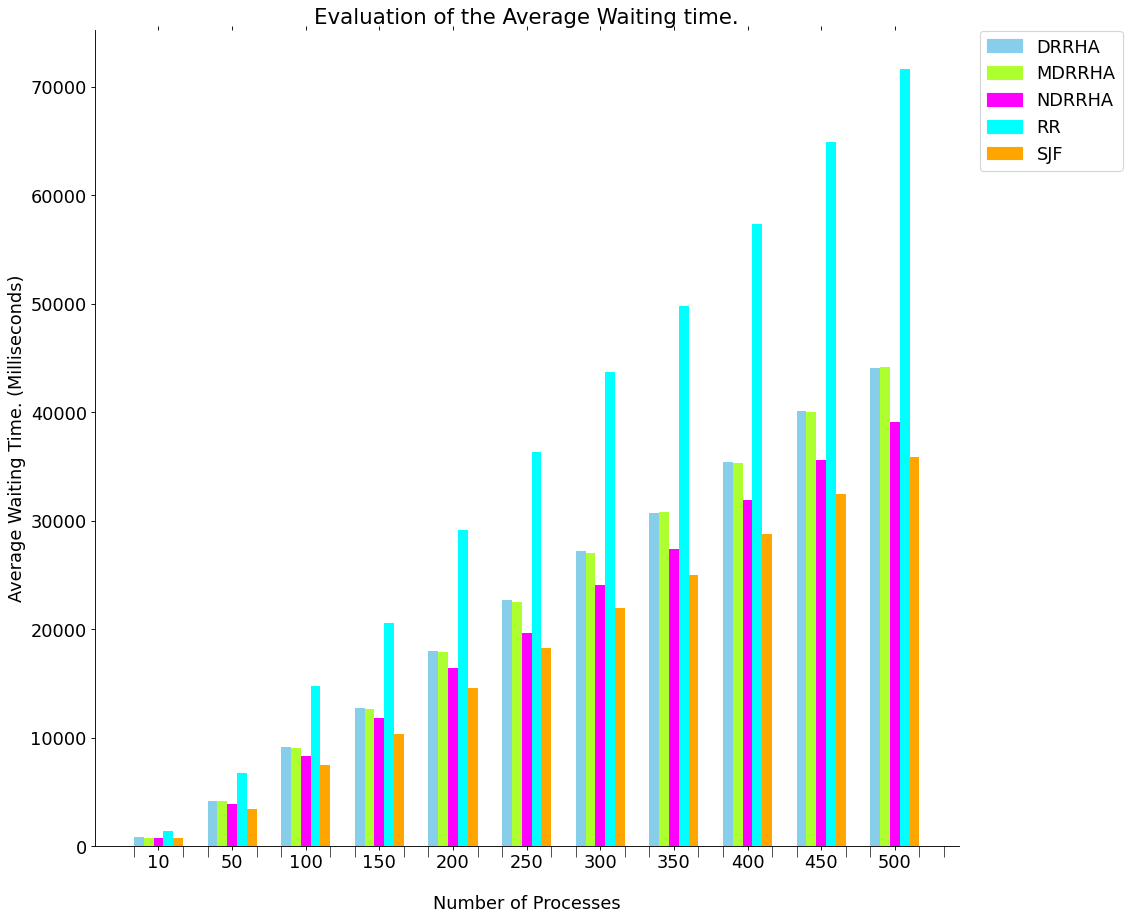 Evaluation of the Average Waiting time.
DRRHA
MDRRHA
NDRRHA
RR
SJF
Average Waiting Time. (Milliseconds)
70000
60000
50000
40000
30000
20000
10000
0
10 50 100 150 200 250 300 350 400 450 500
Number of Processes